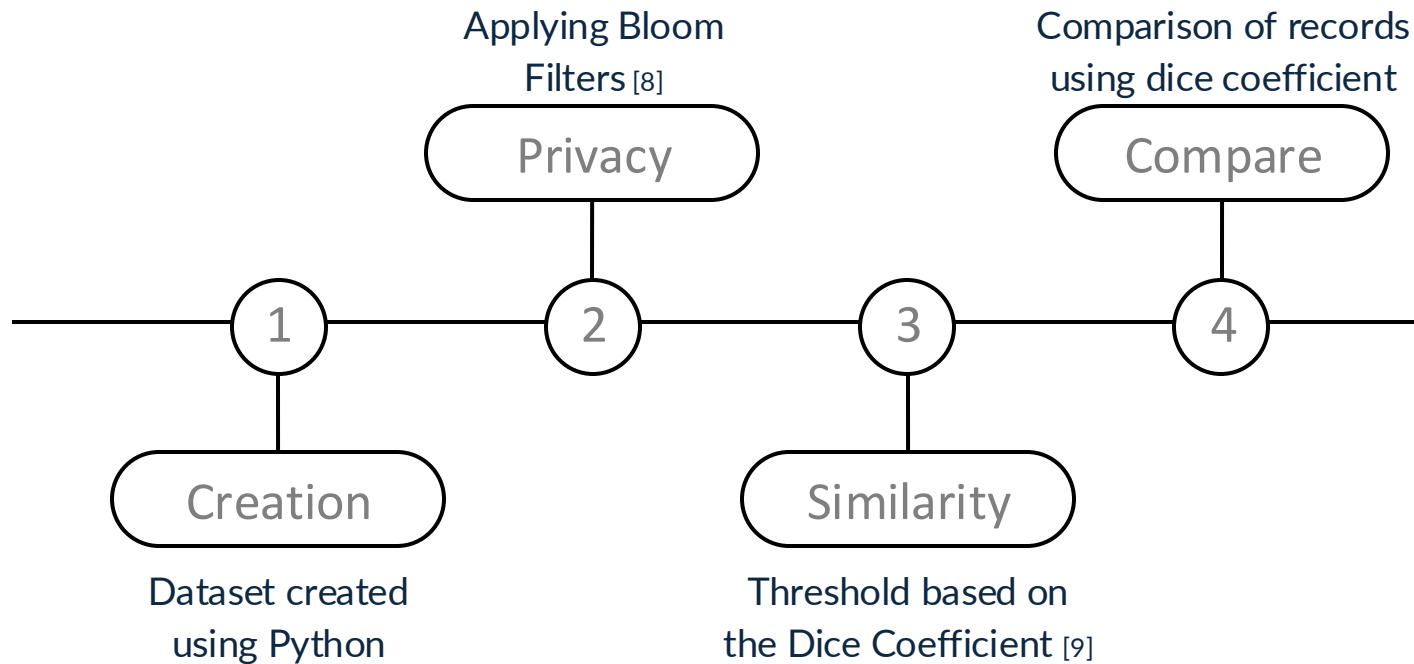 Applying Bloom
Filters [8]
Privacy
Comparison of records
using dice coefficient
Compare
1
2
3
4
Creation
Dataset created
using Python
Similarity
Threshold based on
the Dice Coefficient [9]